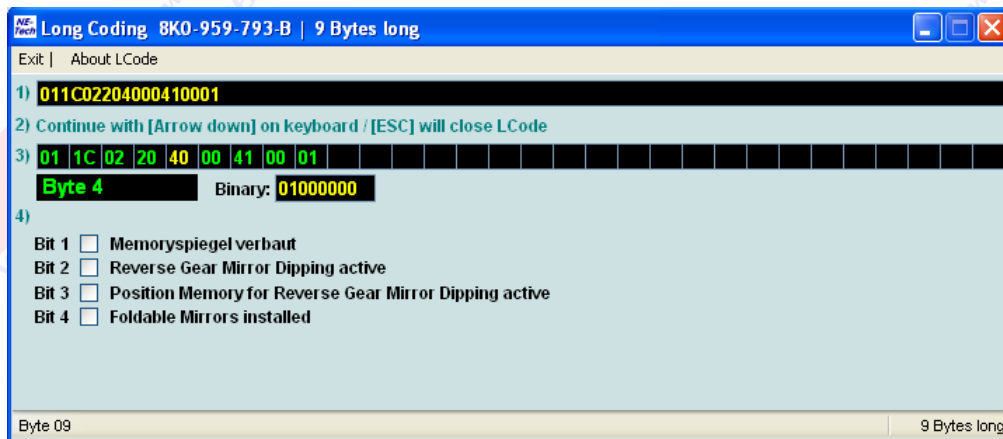 NE-Tech Long Coding 8K0-959-793-B | 9 Bytes long
Exit | About LCode
1) 011C02204000410001
2) Continue with [Arrow down] on keyboard / [ESC] will close LCode
3) 01 1C 02 20 40 00 41 00 01
Byte 4 Binary: 01000000
4)
Bit 1 Memoryspiegel verbaut
Bit 2 Reverse Gear Mirror Dipping active
Bit 3 Position Memory for Reverse Gear Mirror Dipping active
Bit 4 Foldable Mirrors installed
Byte 09 9 Bytes long